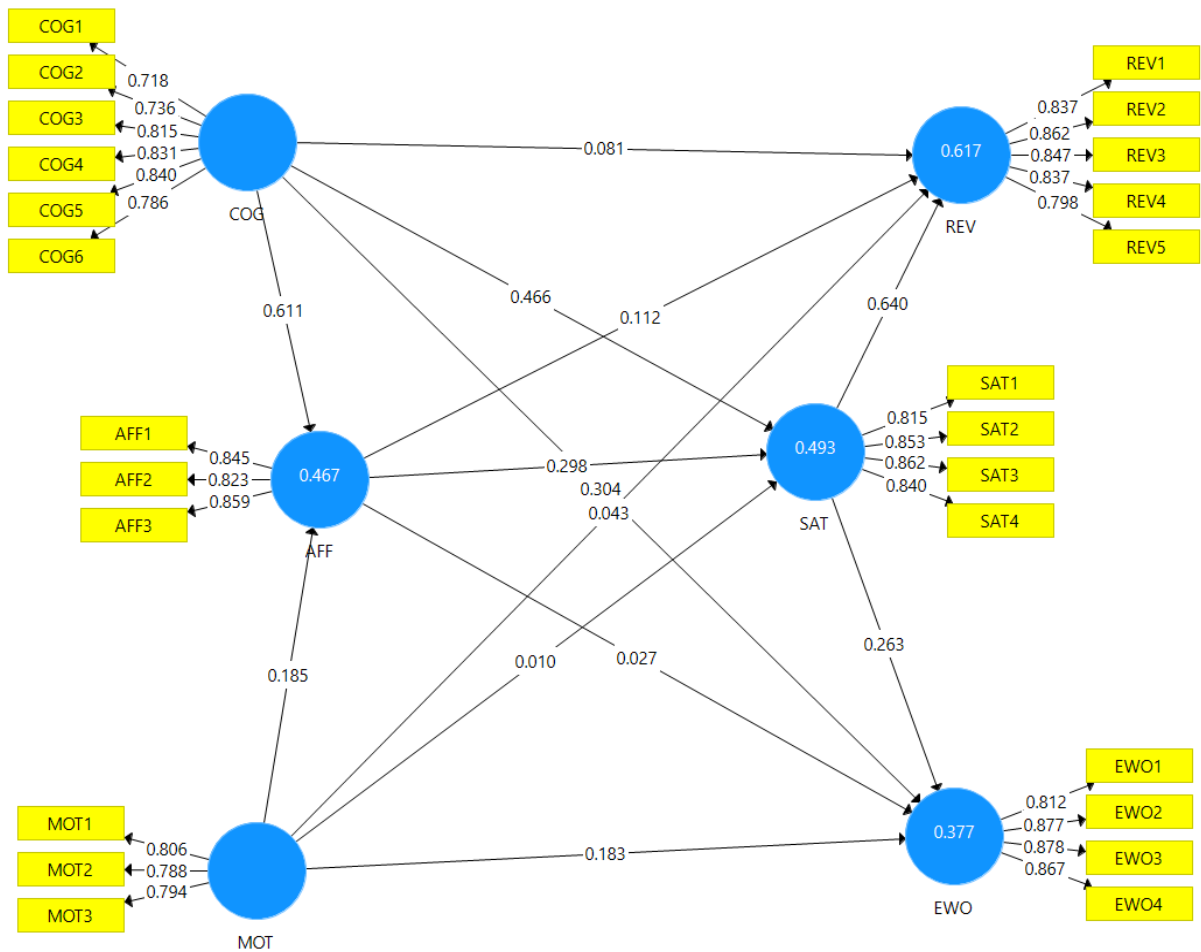 COG1
COG2
COG3
COG4
COG5
COG6
0.718
0.736
0.815
0.831
0.840
0.786
COG
REV1
REV2
REV3
REV4
REV5
0.837
0.862
0.847
0.837
0.798
0.617
REV
0.081
0.611
0.466
0.112
0.640
AFF1
AFF2
AFF3
0.845
0.823
0.859
0.467
AFF
0.298
0.304
0.043
SAT1
SAT2
SAT3
SAT4
0.815
0.853
0.862
0.840
0.493
SAT
0.185
0.010
0.027
0.263
MOT1
MOT2
MOT3
0.806
0.788
0.794
MOT
0.183
EWO1
EWO2
EWO3
EWO4
0.812
0.877
0.878
0.867
0.377
EWO